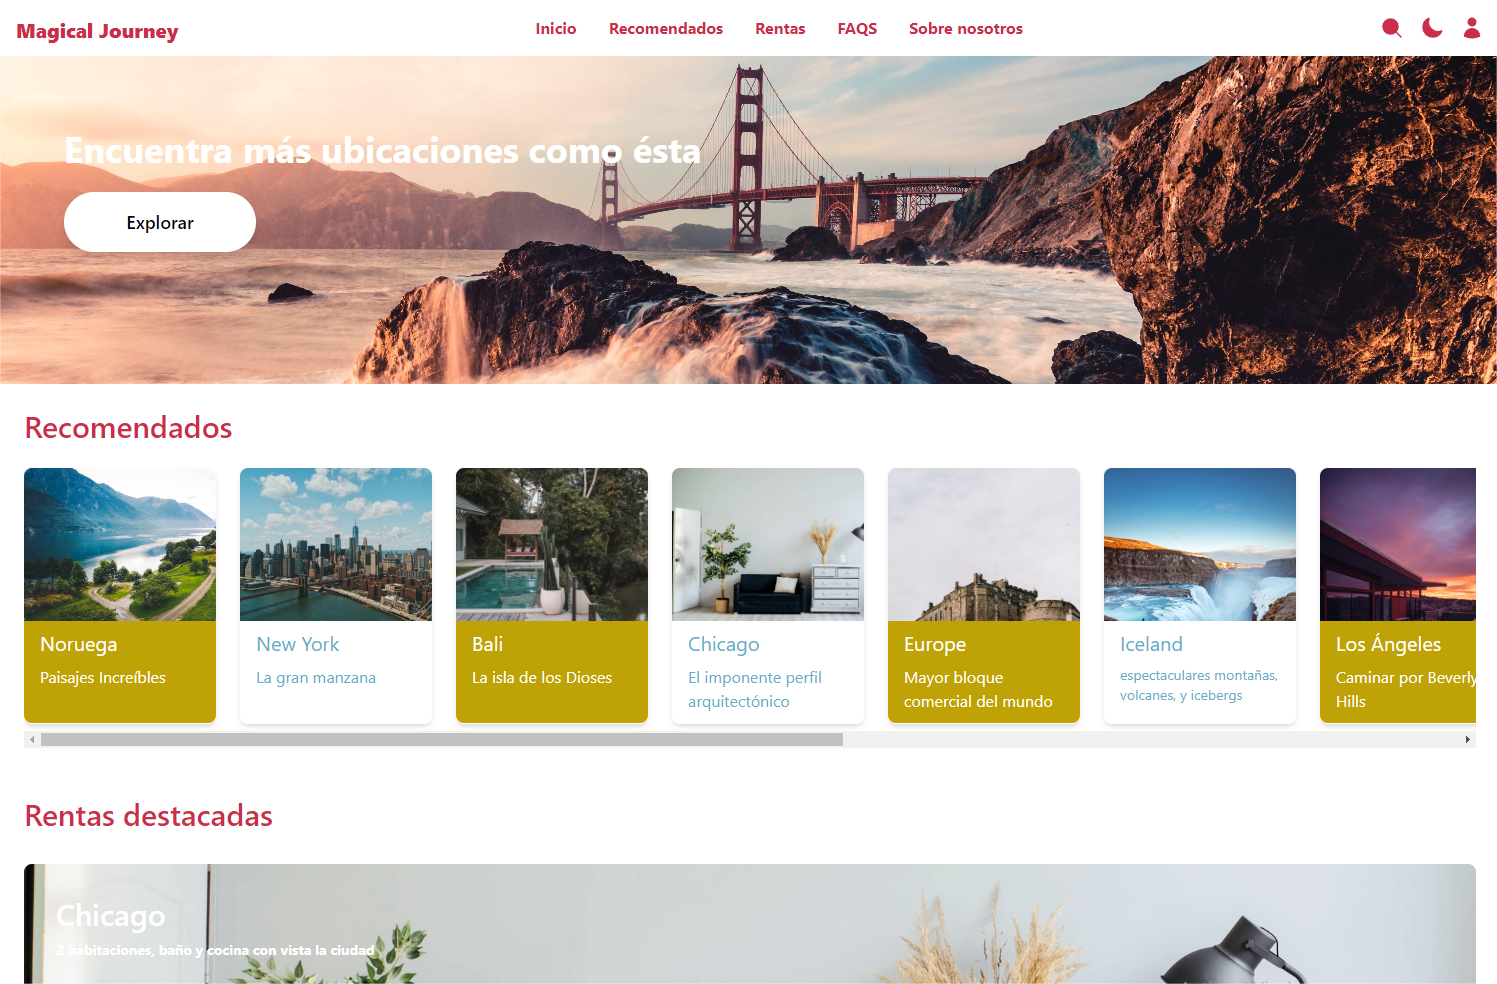 Magical Journey
Inicio
Recomendados
Rentas
FAQS
Sobre nosotros
Encuentra más ubicaciones como ésta
Explorar
Recomendados
Noruega
Paisajes Increíbles
New York
La gran manzana
Bali
La isla de los Dioses
Chicago
El imponente perfil
arquitectónico
Europe
Mayor bloque
comercial del mundo
Iceland
espectaculares montañas,
volcanes, y icebergs
Los Ángeles
Caminar por Beverly
Hills
Rentas destacadas
Chicago
2 habitaciones, baño y cocina con vista la ciudad